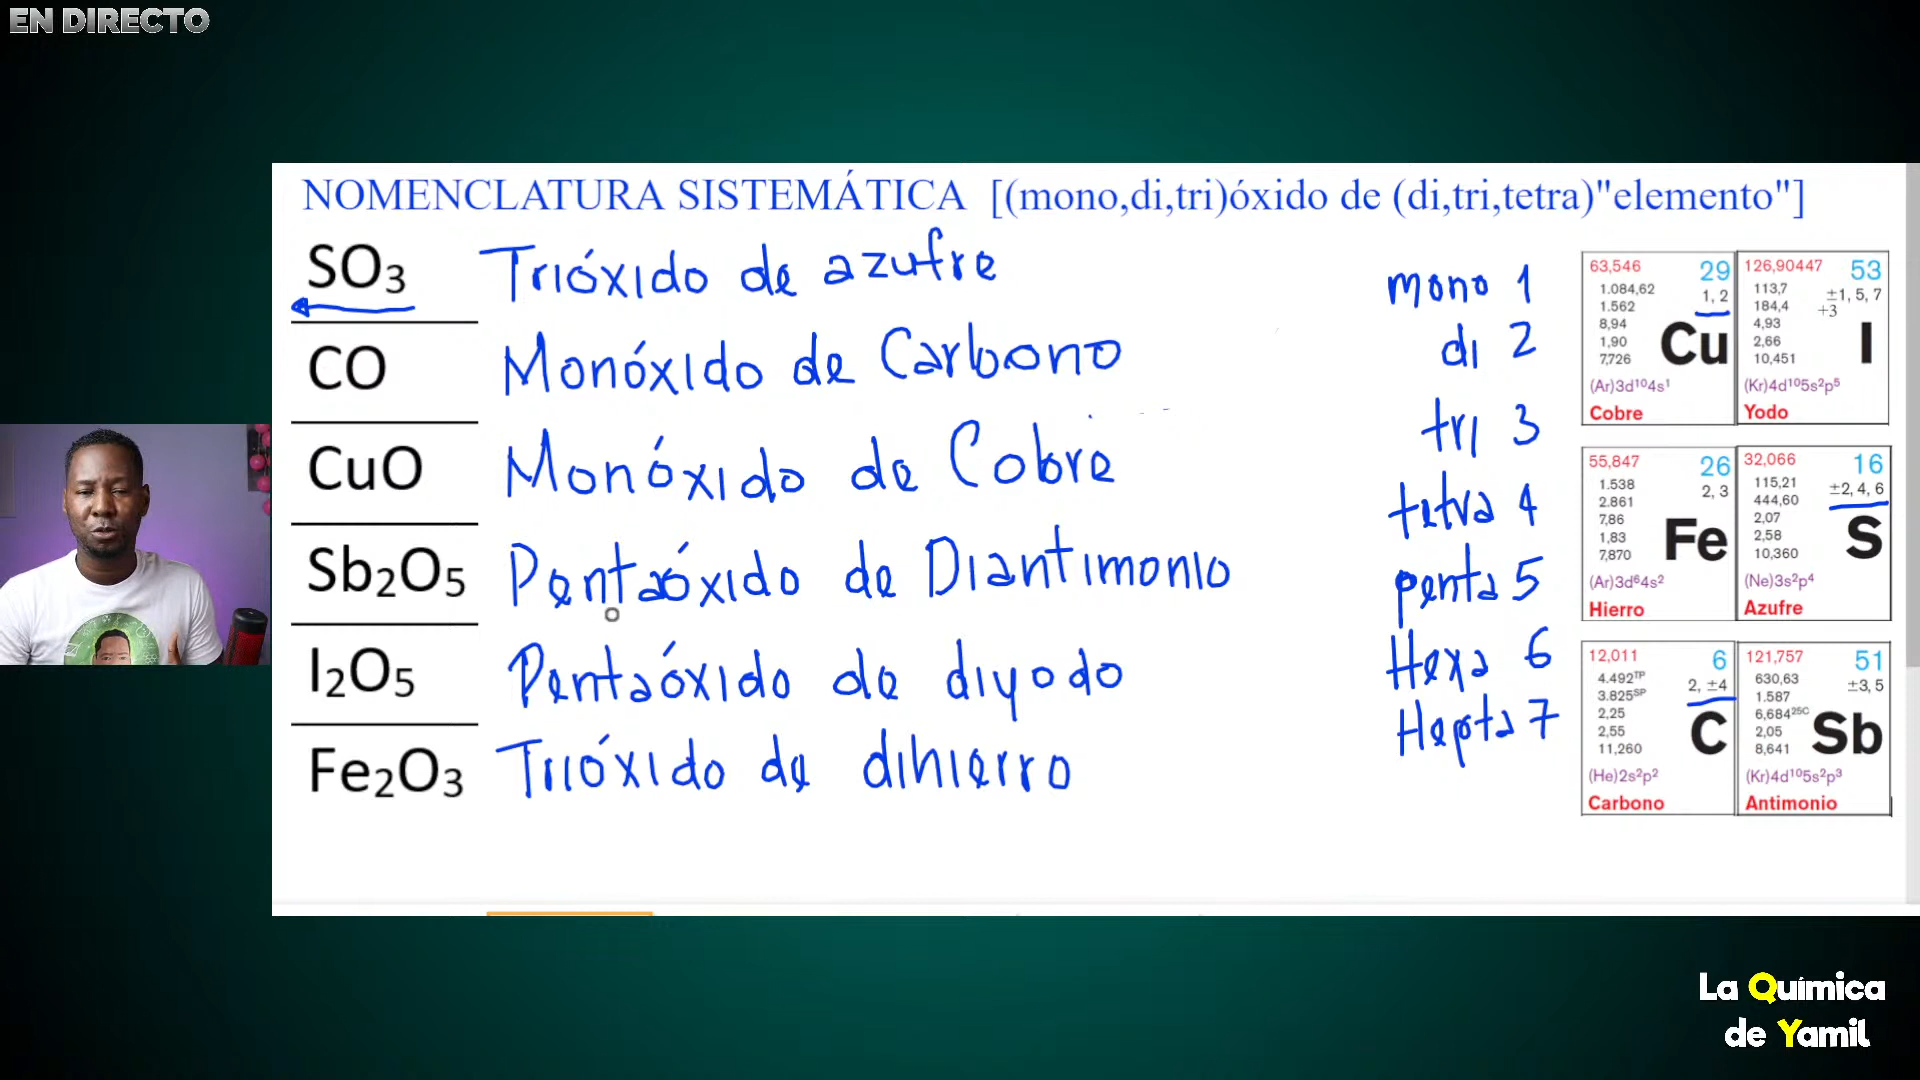 EN DIRECTO
NOMENCLATURA SISTEMÁTICA [(mono,di,tri)óxido de (di,tri,tetra)"elemento"]
SO₃ Trióxido de azufre
CO Monóxido de Carbono
CuO Monóxido de Cobre
Sb₂O₅ Pentaóxido de Diantimonio
I₂O₅ Pentaóxido de diyodo
Fe₂O₃ Trióxido de dihierro
mono 1
di 2
tri 3
tetra 4
penta 5
Hexa 6
Hepta 7
63,546 29
1.084,62 1, 2
1.562
8,94
1,90 Cu
7,726
(Ar)3d¹⁰4s¹
Cobre
126,90447 53
113,7 ±1, 5, 7
184,4 +3
4,93
2,66 I
10,451
(Kr)4d¹⁰5s²p⁵
Yodo
55,847 26
1.538 2, 3
2.861
7,86
1,83 Fe
7,870
(Ar)3d⁶4s²
Hierro
32,066 16
115,21 ±2, 4, 6
444,60
2,07
2,58 S
10,360
(Ne)3s²p⁴
Azufre
12,011 6
4.492ᵀᴾ 2, ±4
3.825ˢᴾ
2,25
2,55 C
11,260
(He)2s²p²
Carbono
121,757 51
630,63 ±3, 5
1.587
6,684²⁵ᶜ
2,05 Sb
8,641
(Kr)4d¹⁰5s²p³
Antimonio
La Química
de Yamil